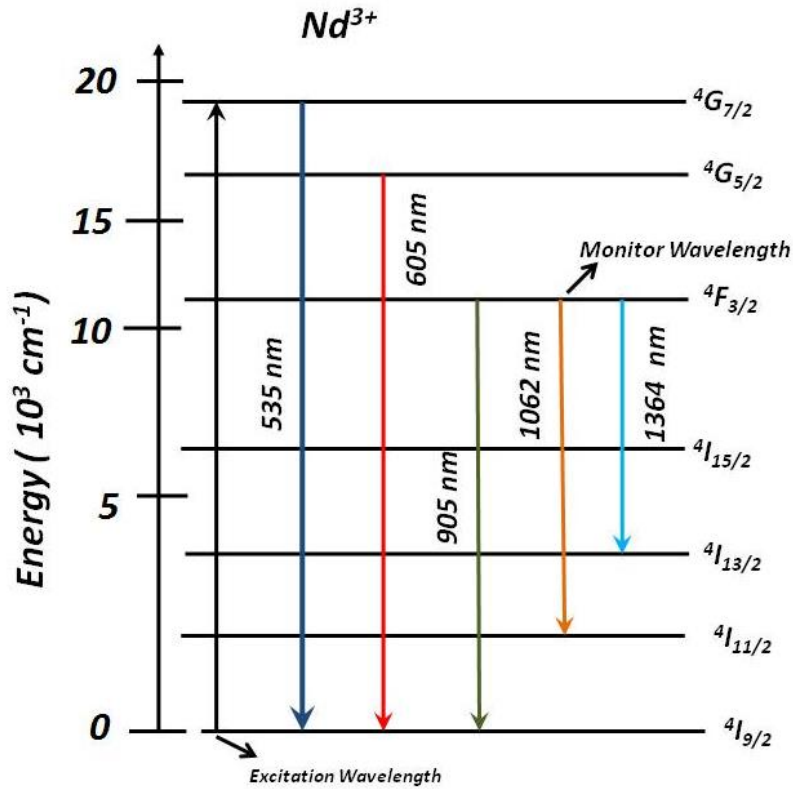 Nd³⁺
20
⁴G₇/₂
⁴G₅/₂
15
605 nm
Monitor Wavelength
⁴F₃/₂
10
535 nm
1062 nm
1364 nm
Energy ( 10³ cm⁻¹)
⁴I₁₅/₂
905 nm
5
⁴I₁₃/₂
⁴I₁₁/₂
0
⁴I₉/₂
Excitation Wavelength